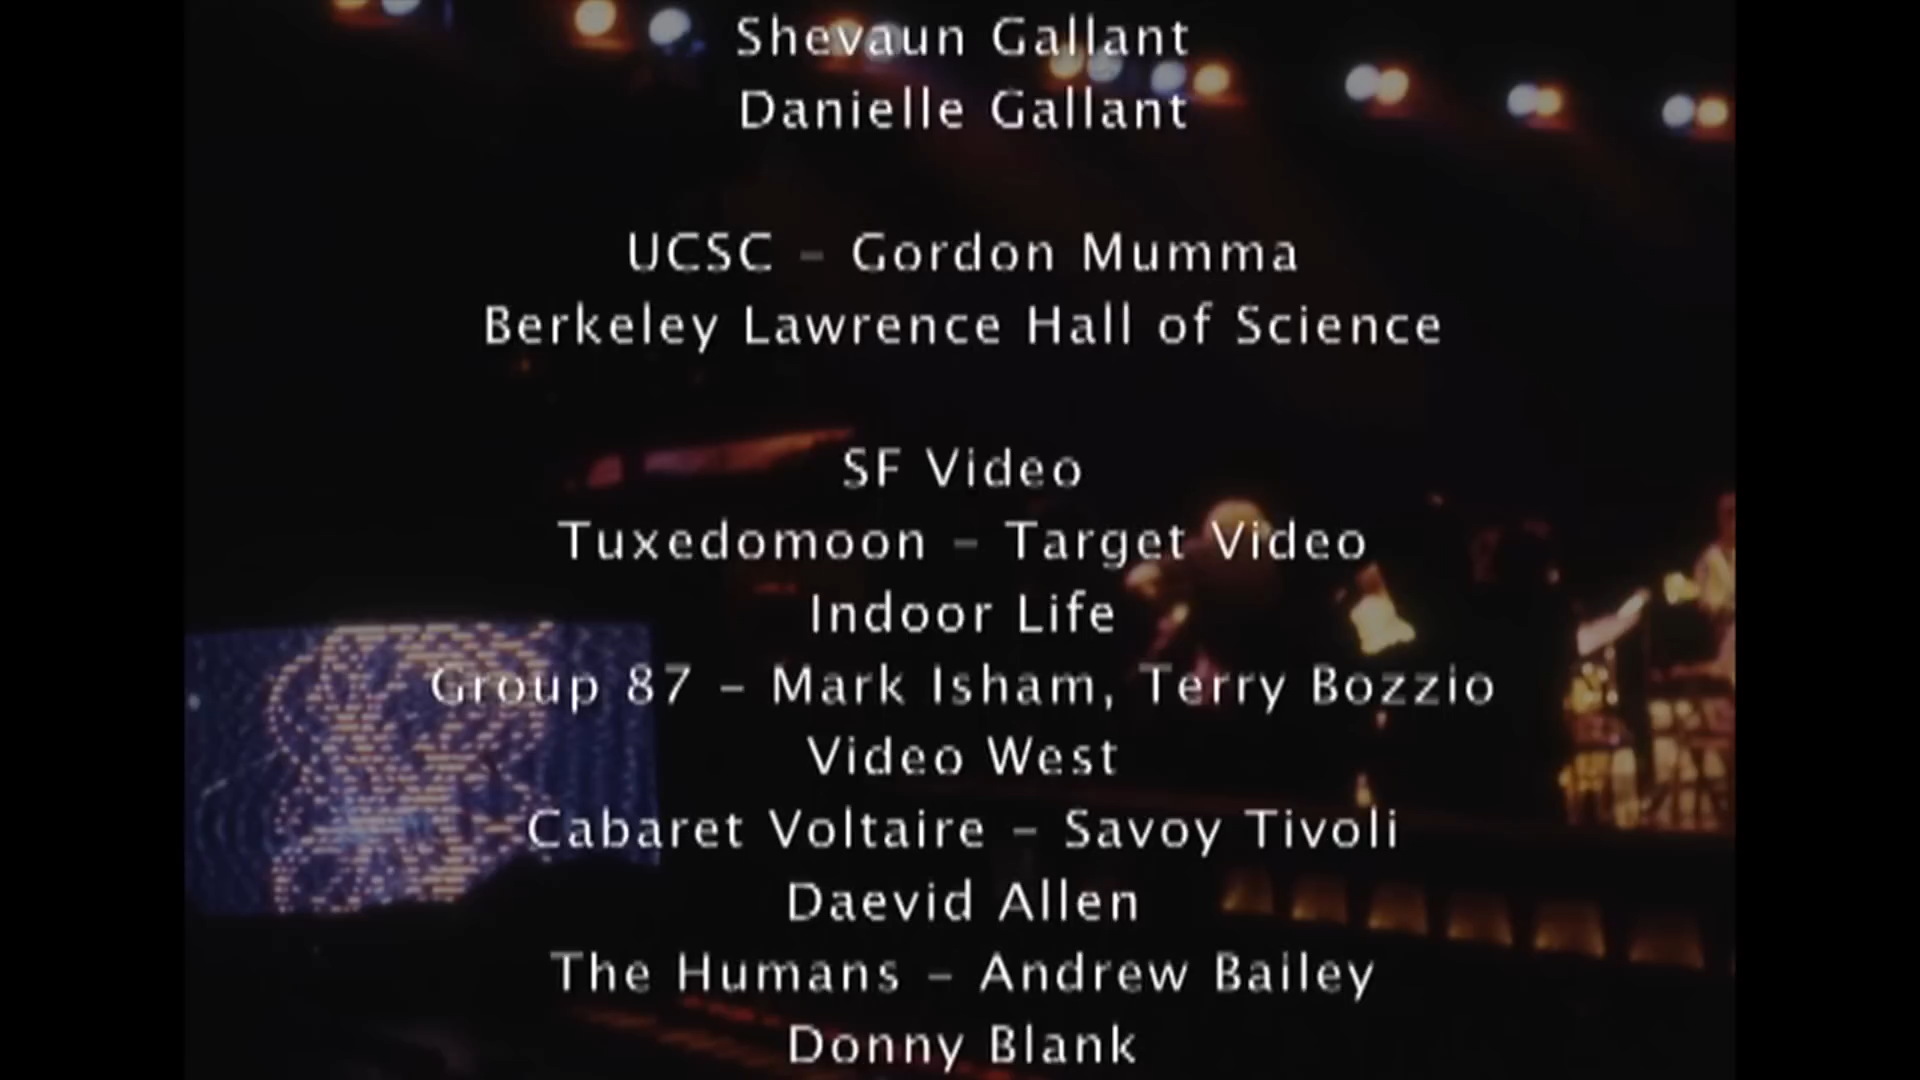 Shevaun Gallant
Danielle Gallant
UCSC – Gordon Mumma
Berkeley Lawrence Hall of Science
SF Video
Tuxedomoon – Target Video
Indoor Life
Group 87 – Mark Isham, Terry Bozzio
Video West
Cabaret Voltaire – Savoy Tivoli
Daevid Allen
The Humans – Andrew Bailey
Donny Blank